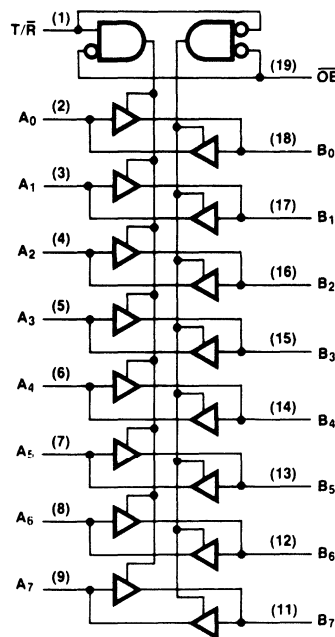 T/R̅ (1)
(19) O̅E̅
A₀ (2)
(18) B₀
A₁ (3)
(17) B₁
A₂ (4)
(16) B₂
A₃ (5)
(15) B₃
A₄ (6)
(14) B₄
A₅ (7)
(13) B₅
A₆ (8)
(12) B₆
A₇ (9)
(11) B₇